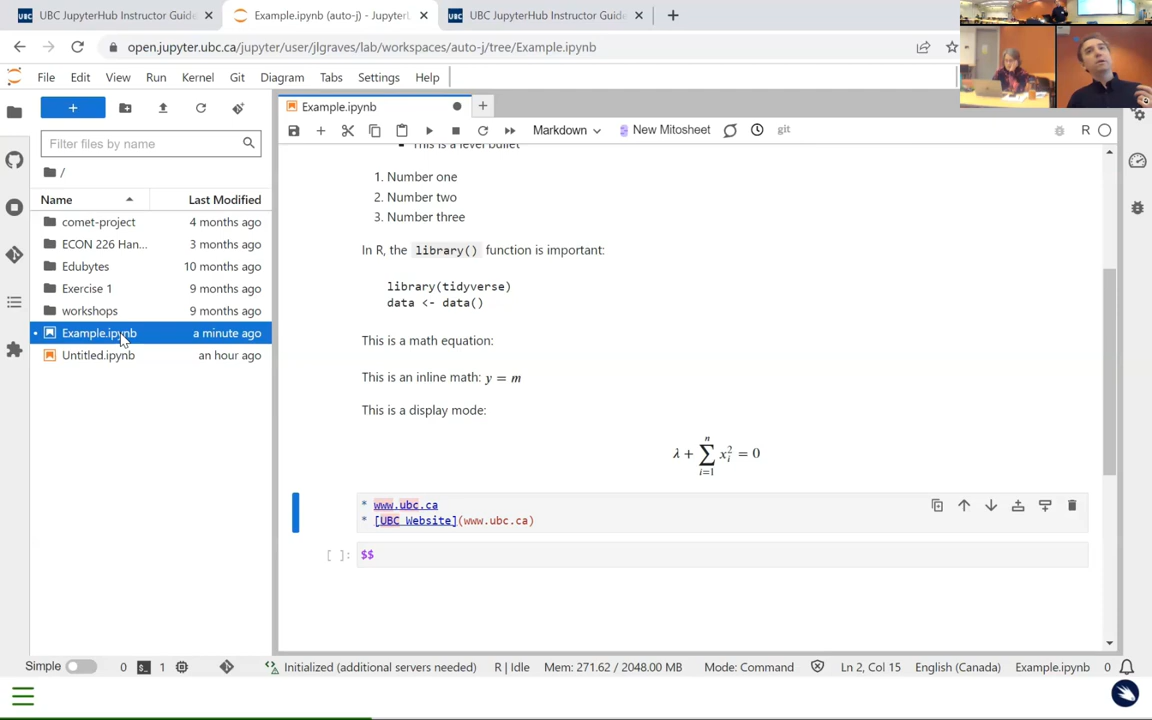 UBC JupyterHub Instructor Guide
Example.ipynb (auto-j) - JupyterL
UBC JupyterHub Instructor Guide
open.jupyter.ubc.ca/jupyter/user/jlgraves/lab/workspaces/auto-j/tree/Example.ipynb
File Edit View Run Kernel Git Diagram Tabs Settings Help
Example.ipynb
Filter files by name
Markdown New Mitosheet git R
/
Name Last Modified
comet-project 4 months ago
ECON 226 Han... 3 months ago
Edubytes 10 months ago
Exercise 1 9 months ago
workshops 9 months ago
Example.ipynb a minute ago
Untitled.ipynb an hour ago
This is a level bullet
1. Number one
2. Number two
3. Number three
In R, the library() function is important:
library(tidyverse)
data <- data()
This is a math equation:
This is an inline math: y = m
This is a display mode:
λ + ∑ᵢ₌₁ⁿ xᵢ² = 0
* www.ubc.ca
* [UBC Website](www.ubc.ca)
[ ]: $$
Simple 0 $_ 1 Initialized (additional servers needed) R | Idle Mem: 271.62 / 2048.00 MB Mode: Command Ln 2, Col 15 English (Canada) Example.ipynb 0